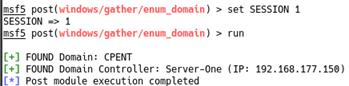 msf5 post(windows/gather/enum_domain) > set SESSION 1
SESSION => 1
msf5 post(windows/gather/enum_domain) > run
[+] FOUND Domain: CPENT
[+] FOUND Domain Controller: Server-One (IP: 192.168.177.150)
[*] Post module execution completed